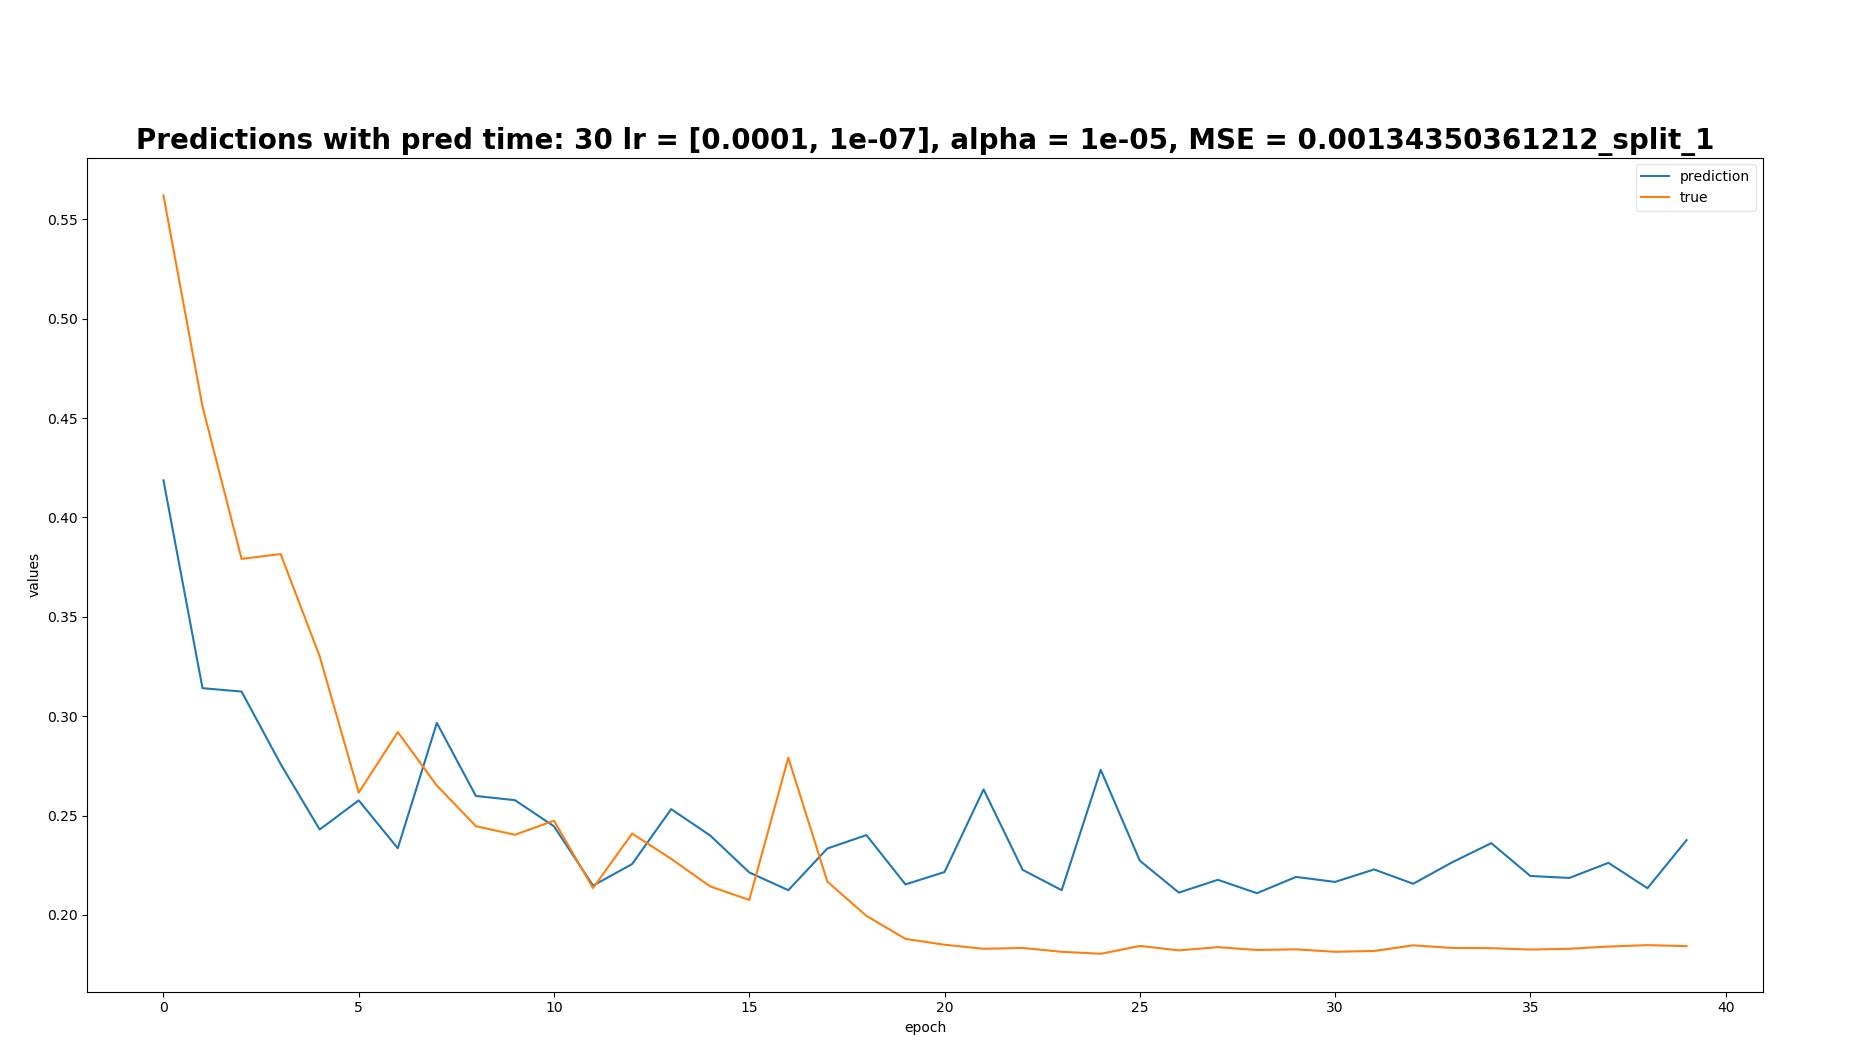 Predictions with pred time: 30 lr = [0.0001, 1e-07], alpha = 1e-05, MSE = 0.00134350361212_split_1
prediction
true
0.55
0.50
0.45
0.40
0.35
0.30
0.25
0.20
values
0 5 10 15 20 25 30 35 40
epoch